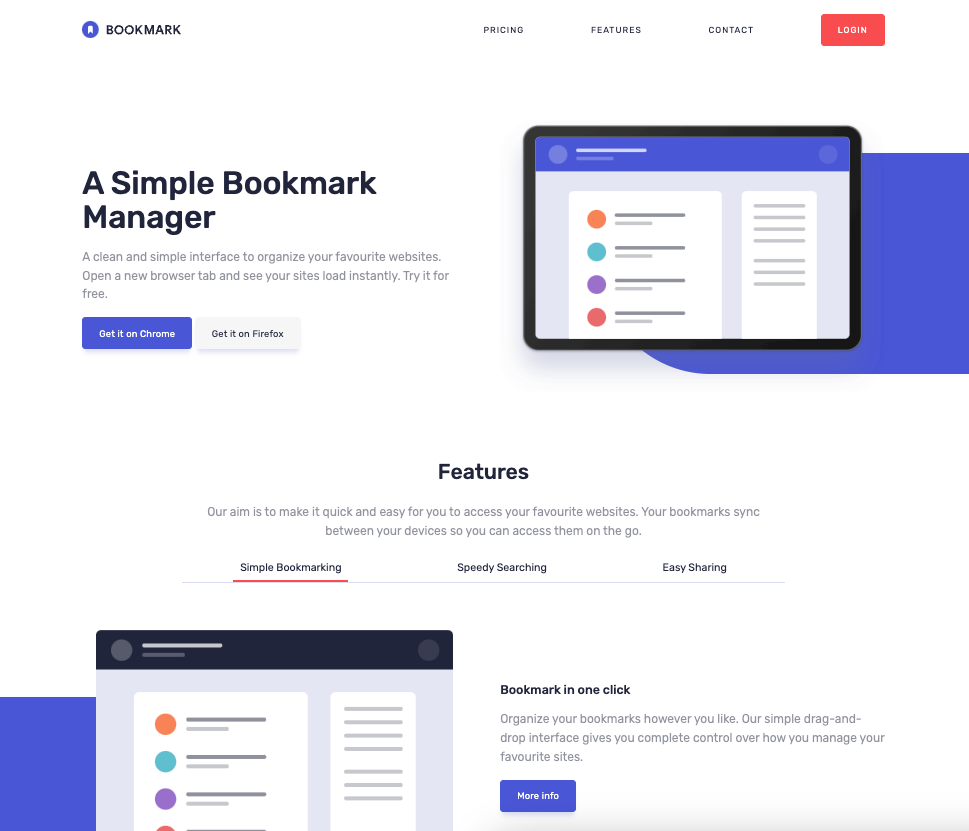 BOOKMARK
PRICING
FEATURES
CONTACT
LOGIN
A Simple Bookmark
Manager
A clean and simple interface to organize your favourite websites.
Open a new browser tab and see your sites load instantly. Try it for
free.
Get it on Chrome
Get it on Firefox
Features
Our aim is to make it quick and easy for you to access your favourite websites. Your bookmarks sync
between your devices so you can access them on the go.
Simple Bookmarking
Speedy Searching
Easy Sharing
Bookmark in one click
Organize your bookmarks however you like. Our simple drag-and-
drop interface gives you complete control over how you manage your
favourite sites.
More info